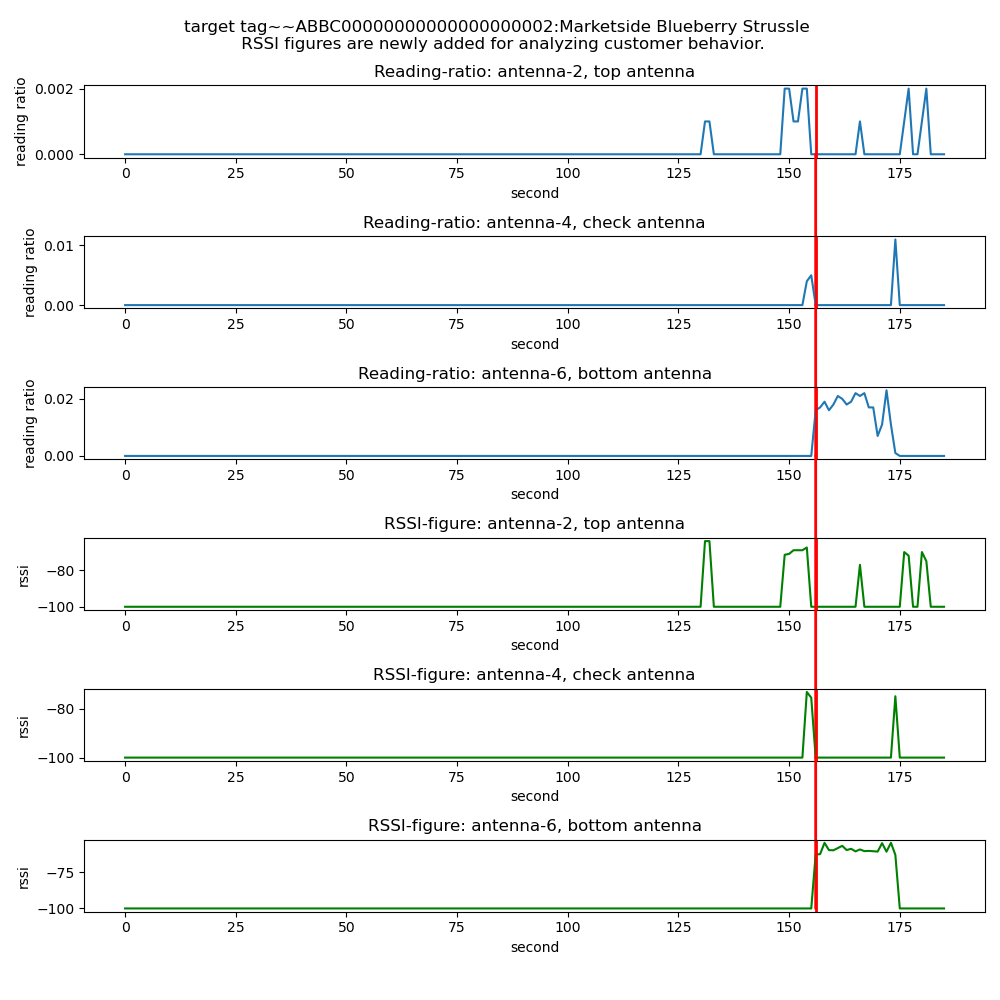 target tag~~ABBC00000000000000000002:Marketside Blueberry Strussle
RSSI figures are newly added for analyzing customer behavior.
Reading-ratio: antenna-2, top antenna
reading ratio
0.002
0.000
0 25 50 75 100 125 150 175
second
Reading-ratio: antenna-4, check antenna
reading ratio
0.01
0.00
0 25 50 75 100 125 150 175
second
Reading-ratio: antenna-6, bottom antenna
reading ratio
0.02
0.00
0 25 50 75 100 125 150 175
second
RSSI-figure: antenna-2, top antenna
rssi
−80
−100
0 25 50 75 100 125 150 175
second
RSSI-figure: antenna-4, check antenna
rssi
−80
−100
0 25 50 75 100 125 150 175
second
RSSI-figure: antenna-6, bottom antenna
rssi
−75
−100
0 25 50 75 100 125 150 175
second